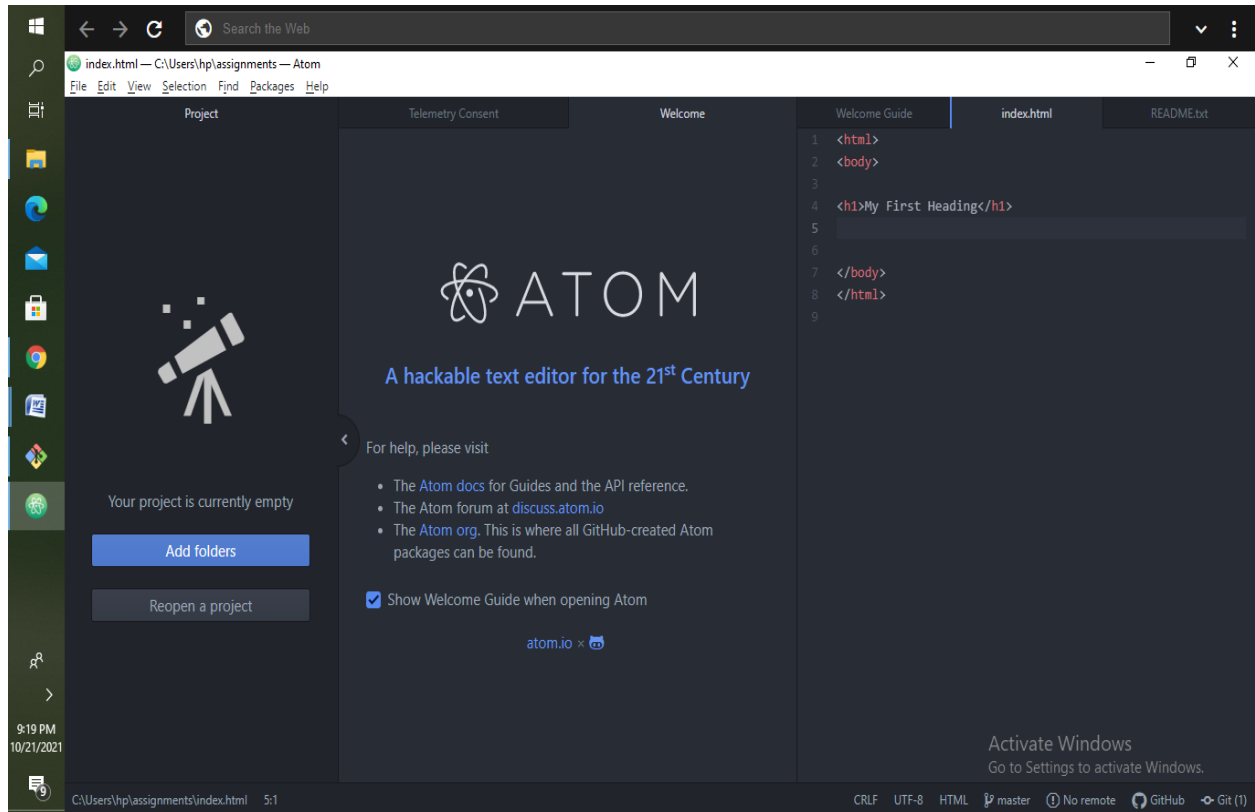 Search the Web
index.html — C:\Users\hp\assignments — Atom
File Edit View Selection Find Packages Help
Project
Telemetry Consent
Welcome
Welcome Guide
index.html
README.txt
ATOM
A hackable text editor for the 21st Century
For help, please visit
• The Atom docs for Guides and the API reference.
• The Atom forum at discuss.atom.io
• The Atom org. This is where all GitHub-created Atom
packages can be found.
Show Welcome Guide when opening Atom
atom.io ×
Your project is currently empty
Add folders
Reopen a project
1 <html>
2 <body>
3
4 <h1>My First Heading</h1>
5
6
7 </body>
8 </html>
9
Activate Windows
Go to Settings to activate Windows.
9:19 PM
10/21/2021
9
C:\Users\hp\assignments\index.html 5:1
CRLF UTF-8 HTML master No remote GitHub Git (1)